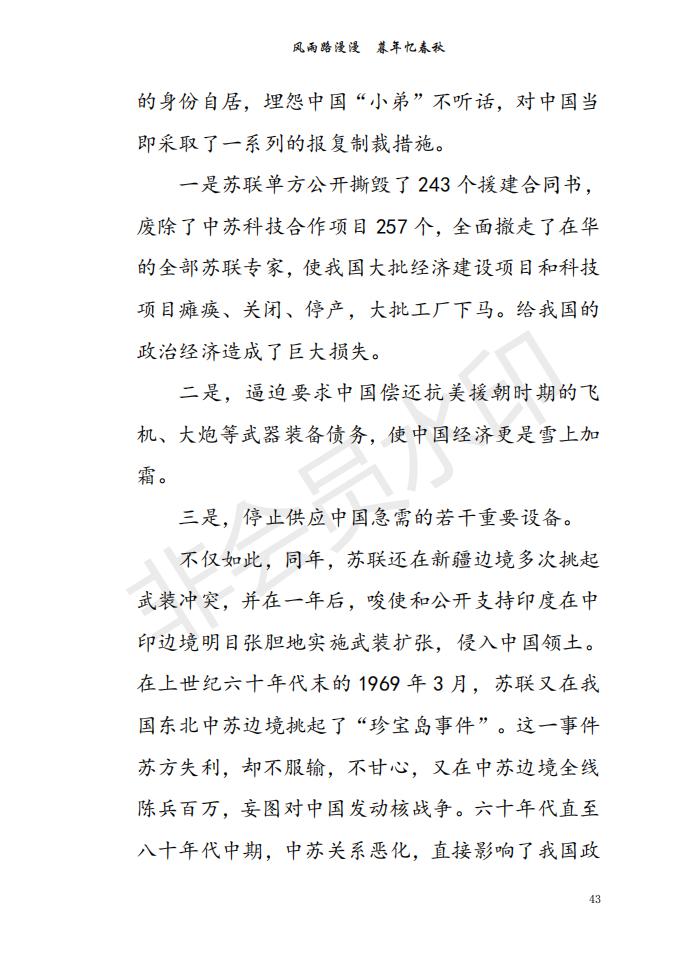 风雨路漫漫　暮年忆春秋
的身份自居，埋怨中国“小弟”不听话，对中国当
即采取了一系列的报复制裁措施。
一是苏联单方公开撕毁了 243 个援建合同书，
废除了中苏科技合作项目 257 个，全面撤走了在华
的全部苏联专家，使我国大批经济建设项目和科技
项目瘫痪、关闭、停产，大批工厂下马。给我国的
政治经济造成了巨大损失。
二是，逼迫要求中国偿还抗美援朝时期的飞
机、大炮等武器装备债务，使中国经济更是雪上加
霜。
三是，停止供应中国急需的若干重要设备。
不仅如此，同年，苏联还在新疆边境多次挑起
武装冲突，并在一年后，唆使和公开支持印度在中
印边境明目张胆地实施武装扩张，侵入中国领土。
在上世纪六十年代末的 1969 年 3 月，苏联又在我
国东北中苏边境挑起了“珍宝岛事件”。这一事件
苏方失利，却不服输，不甘心，又在中苏边境全线
陈兵百万，妄图对中国发动核战争。六十年代直至
八十年代中期，中苏关系恶化，直接影响了我国政
43
非会员水印